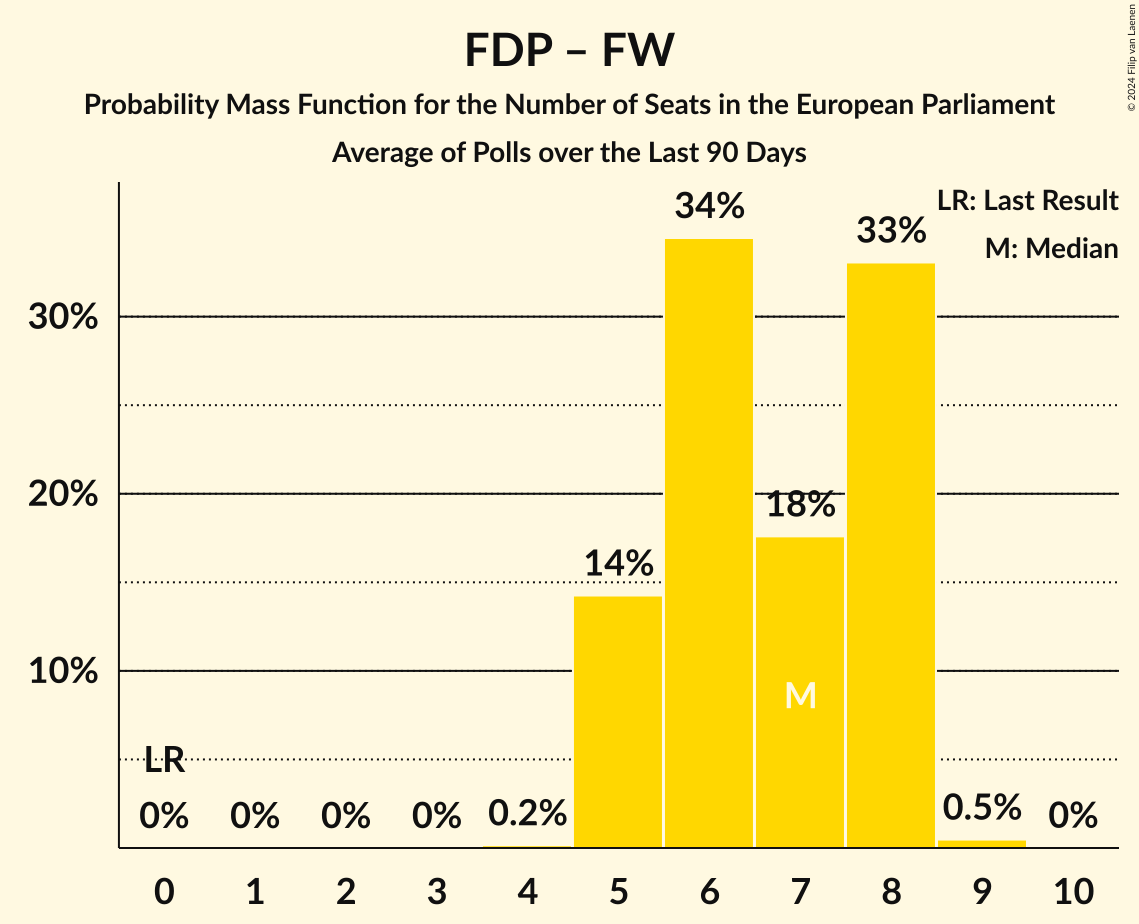 FDP – FW
Probability Mass Function for the Number of Seats in the European Parliament
Average of Polls over the Last 90 Days
© 2024 Filip van Laenen
LR: Last Result
M: Median
34%
33%
30%
20%
18%
14%
10%
M
LR
0%
0%
0%
0%
0.2%
0.5%
0%
0 1 2 3 4 5 6 7 8 9 10